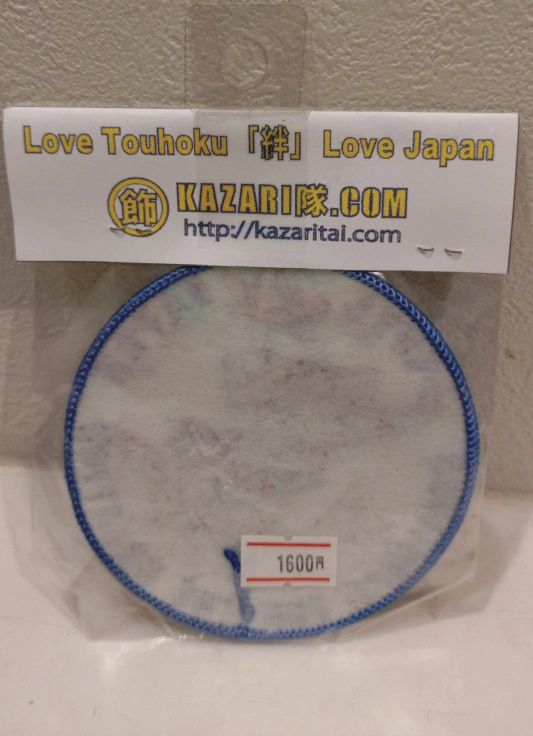 Love Touhoku「絆」Love Japan
飾 KAZARI隊.COM
http://kazaritai.com
1600円